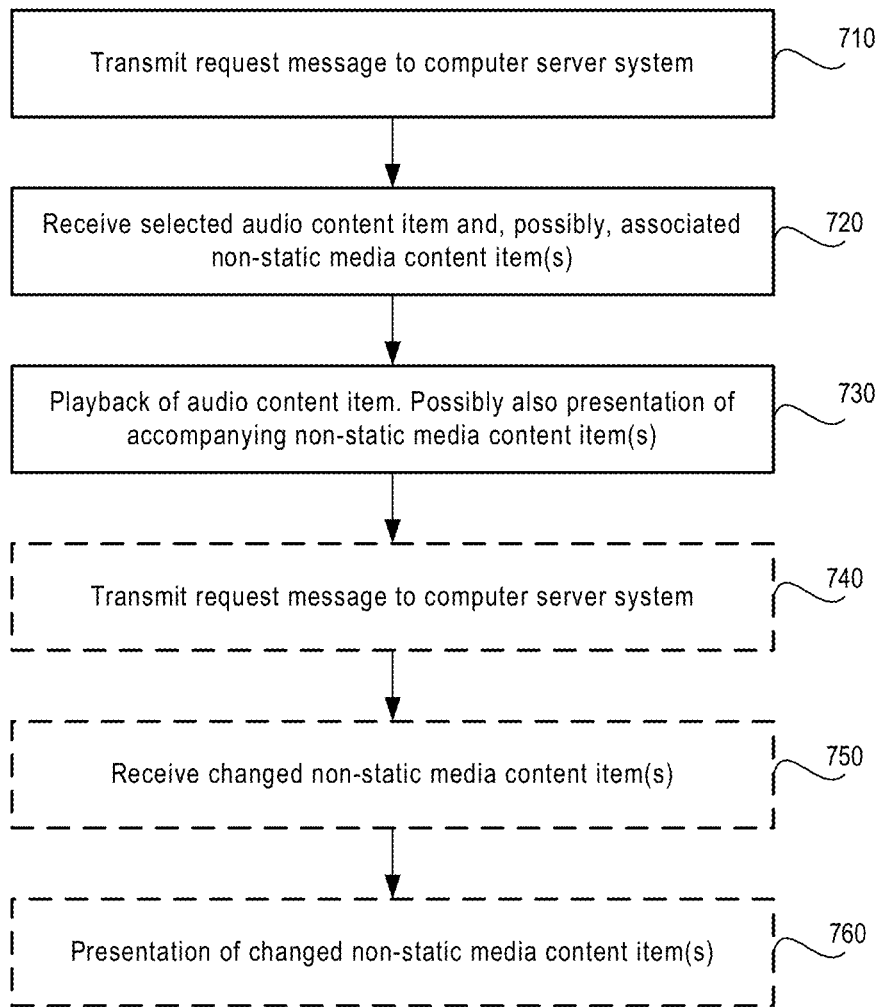 Transmit request message to computer server system
710
Receive selected audio content item and, possibly, associated
non-static media content item(s)
720
Playback of audio content item. Possibly also presentation of
accompanying non-static media content item(s)
730
Transmit request message to computer server system
740
Receive changed non-static media content item(s)
750
Presentation of changed non-static media content item(s)
760